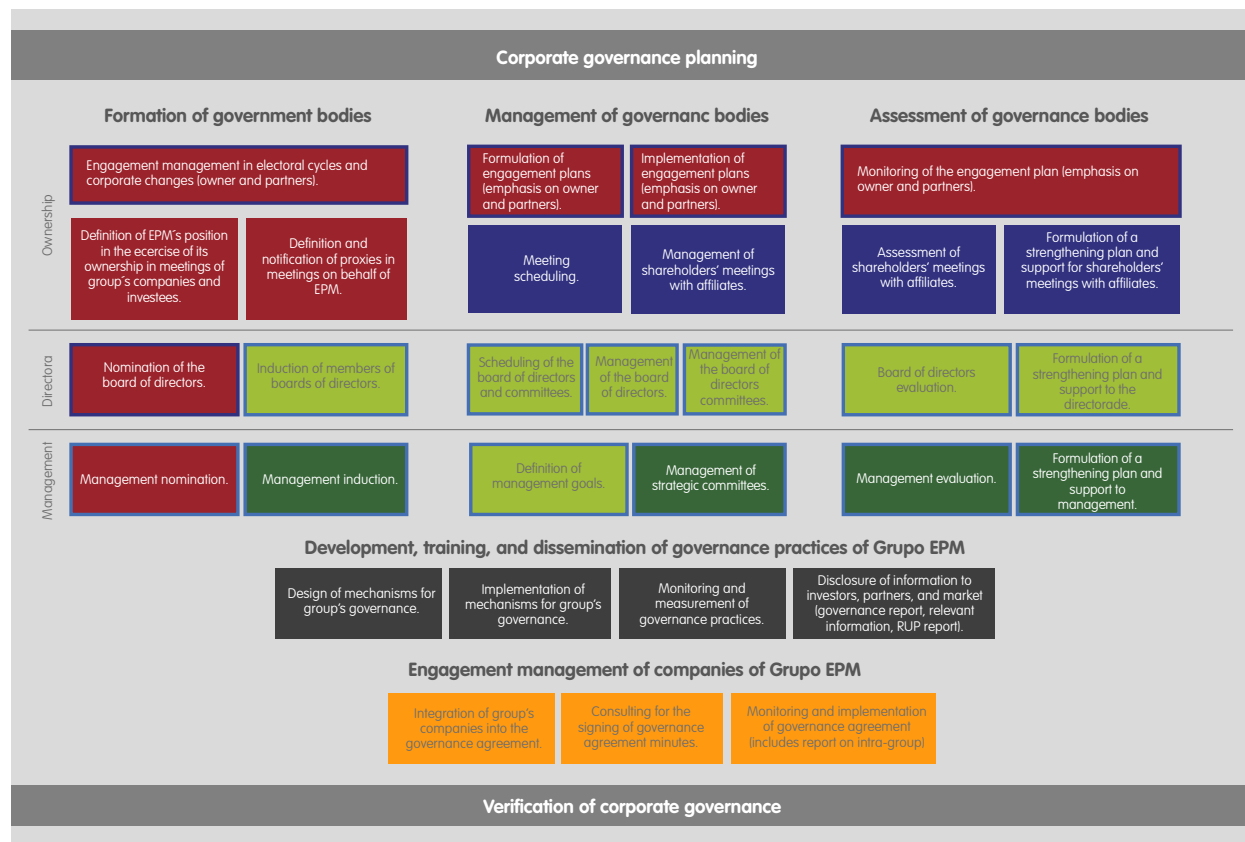 Corporate governance planning
Formation of government bodies
Management of governanc bodies
Assessment of governance bodies
Ownership
Engagement management in electoral cycles and
corporate changes (owner and partners).
Formulation of
engagement plans
(emphasis on owner
and partners).
Implementation of
engagement plans
(emphasis on owner
and partners).
Monitoring of the engagement plan (emphasis on
owner and partners).
Definition of EPM´s position
in the exercise of its
ownership in meetings of
group´s companies and
investees.
Definition and
notification of proxies in
meetings on behalf of
EPM.
Meeting
scheduling.
Management of
shareholders’ meetings
with affiliates.
Assessment of
shareholders’ meetings
with affiliates.
Formulation of a
strengthening plan and
support for shareholders’
meetings with affiliates.
Directora
Nomination of the
board of directors.
Induction of members of
boards of directors.
Scheduling of the
board of directors
and committees.
Management
of the board
of directors.
Management of
the board of
directors
committees.
Board of directors
evaluation.
Formulation of a
strengthening plan and
support to the
directorade.
Management
Management nomination.
Management induction.
Definition of
management goals.
Management of
strategic committees.
Management evaluation.
Formulation of a
strengthening plan and
support to
management.
Development, training, and dissemination of governance practices of Grupo EPM
Design of mechanisms for
group’s governance.
Implementation of
mechanisms for group’s
governance.
Monitoring and
measurement of
governance practices.
Disclosure of information to
investors, partners, and market
(governance report, relevant
information, RUP report).
Engagement management of companies of Grupo EPM
Integration of group’s
companies into the
governance agreement.
Consulting for the
signing of governance
agreement minutes.
Monitoring and implementation
of governance agreement
(includes report on intra-group)
Verification of corporate governance